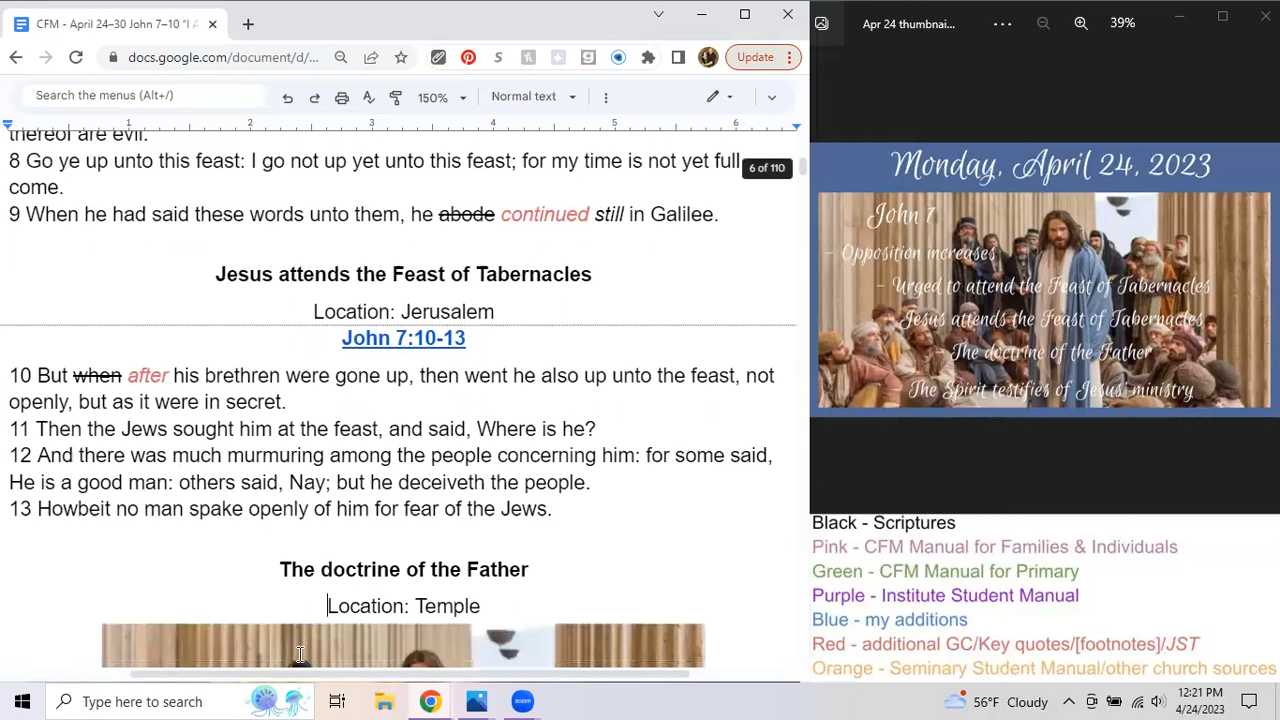 CFM - April 24–30 John 7–10 "I A
docs.google.com/document/d/...
Update
Search the menus (Alt+/)
150%
Normal text
1 2 3 4 5 6
thereof are evil.
8 Go ye up unto this feast: I go not up yet unto this feast; for my time is not yet full
come.
6 of 110
9 When he had said these words unto them, he abode continued still in Galilee.
Jesus attends the Feast of Tabernacles
Location: Jerusalem
John 7:10-13
10 But when after his brethren were gone up, then went he also up unto the feast, not
openly, but as it were in secret.
11 Then the Jews sought him at the feast, and said, Where is he?
12 And there was much murmuring among the people concerning him: for some said,
He is a good man: others said, Nay; but he deceiveth the people.
13 Howbeit no man spake openly of him for fear of the Jews.
The doctrine of the Father
Location: Temple
Apr 24 thumbnai...
39%
Monday, April 24, 2023
John 7
- Opposition increases
- Urged to attend the Feast of Tabernacles
Jesus attends the Feast of Tabernacles
- The doctrine of the Father
- The Spirit testifies of Jesus' ministry
Black - Scriptures
Pink - CFM Manual for Families & Individuals
Green - CFM Manual for Primary
Purple - Institute Student Manual
Blue - my additions
Red - additional GC/Key quotes/[footnotes]/JST
Orange - Seminary Student Manual/other church sources
Type here to search
zoom
56°F Cloudy
12:21 PM
4/24/2023